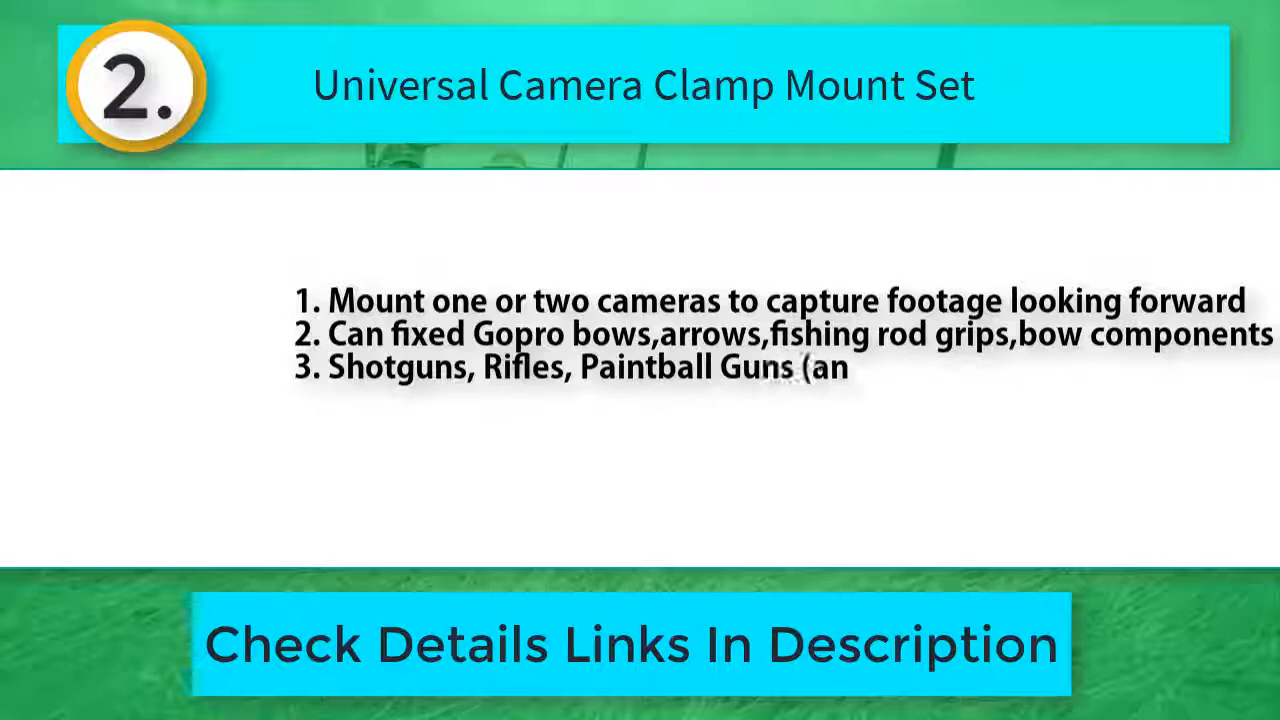 2.
Universal Camera Clamp Mount Set
1. Mount one or two cameras to capture footage looking forward
2. Can fixed Gopro bows,arrows,fishing rod grips,bow components
3. Shotguns, Rifles, Paintball Guns (an
Check Details Links In Description